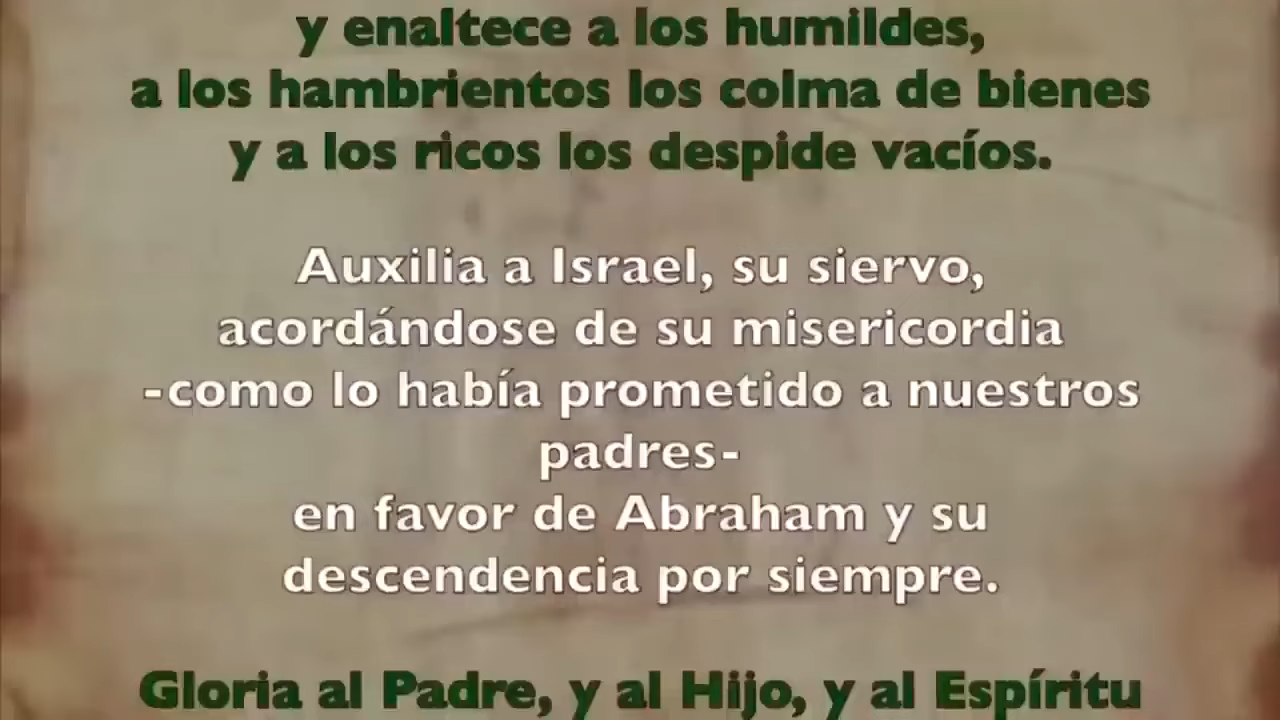 y enaltece a los humildes,
a los hambrientos los colma de bienes
y a los ricos los despide vacíos.
Auxilia a Israel, su siervo,
acordándose de su misericordia
-como lo había prometido a nuestros
padres-
en favor de Abraham y su
descendencia por siempre.
Gloria al Padre, y al Hijo, y al Espíritu